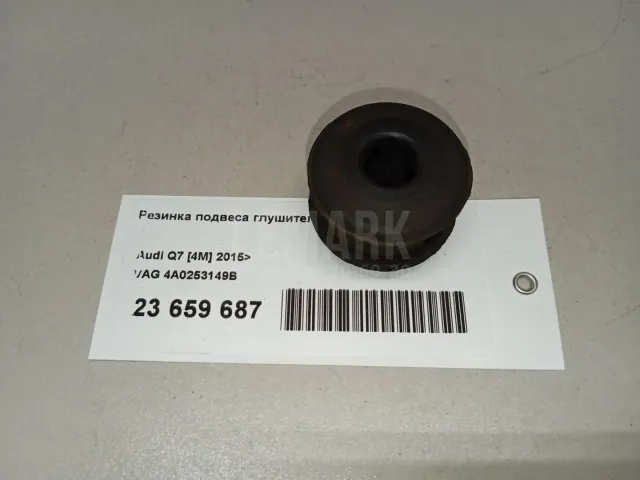 Резинка подвеса глушител
Audi Q7 [4M] 2015>
VAG 4A0253149B
23 659 687